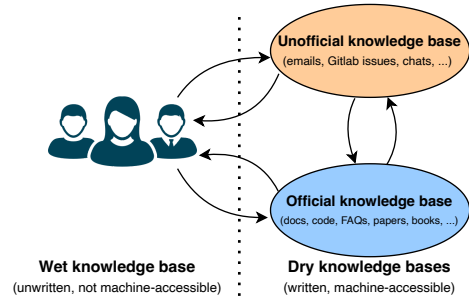 Unofficial knowledge base
(emails, Gitlab issues, chats, ...)
Official knowledge base
(docs, code, FAQs, papers, books, ...)
Wet knowledge base
(unwritten, not machine-accessible)
Dry knowledge bases
(written, machine-accessible)